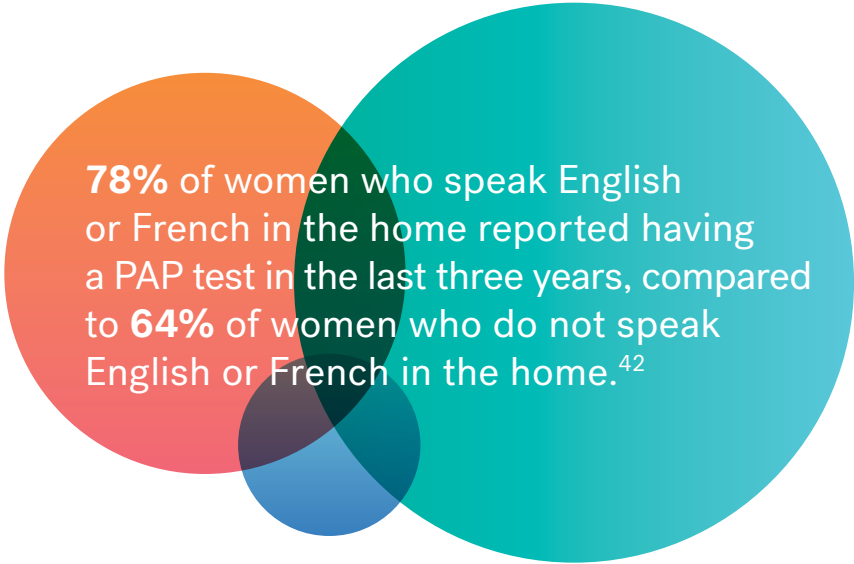 78% of women who speak English
or French in the home reported having
a PAP test in the last three years, compared
to 64% of women who do not speak
English or French in the home.42